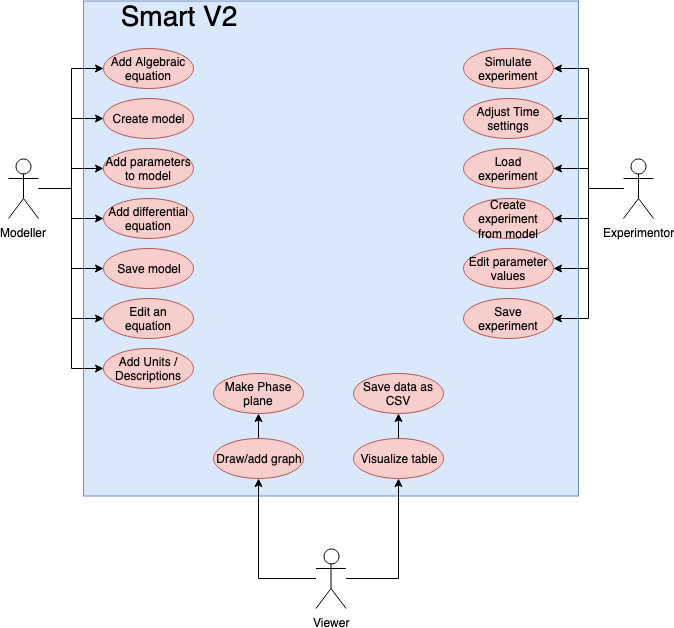 Smart V2
Add Algebraic
equation
Create model
Add parameters
to model
Add differential
equation
Save model
Edit an
equation
Add Units /
Descriptions
Modeller
Simulate
experiment
Adjust Time
settings
Load
experiment
Create
experiment
from model
Edit parameter
values
Save
experiment
Experimentor
Make Phase
plane
Save data as
CSV
Draw/add graph
Visualize table
Viewer